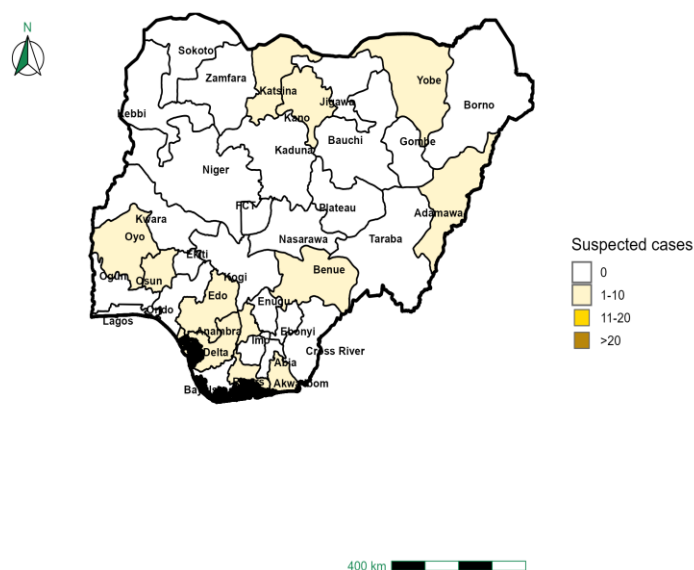 N
Sokoto
Zamfara
Katsina
Yobe
Jigawa
Borno
Kebbi
Kano
Bauchi
Gombe
Kaduna
Niger
FCT
Plateau
Adamawa
Kwara
Oyo
Nasarawa
Taraba
Ekiti
Benue
Ogun
Osun
Kogi
Edo
Enugu
Lagos
Ondo
Anambra
Ebonyi
Imo
Delta
Cross River
Abia
Rivers
Akwa Ibom
Suspected cases
0
1-10
11-20
>20
400 km